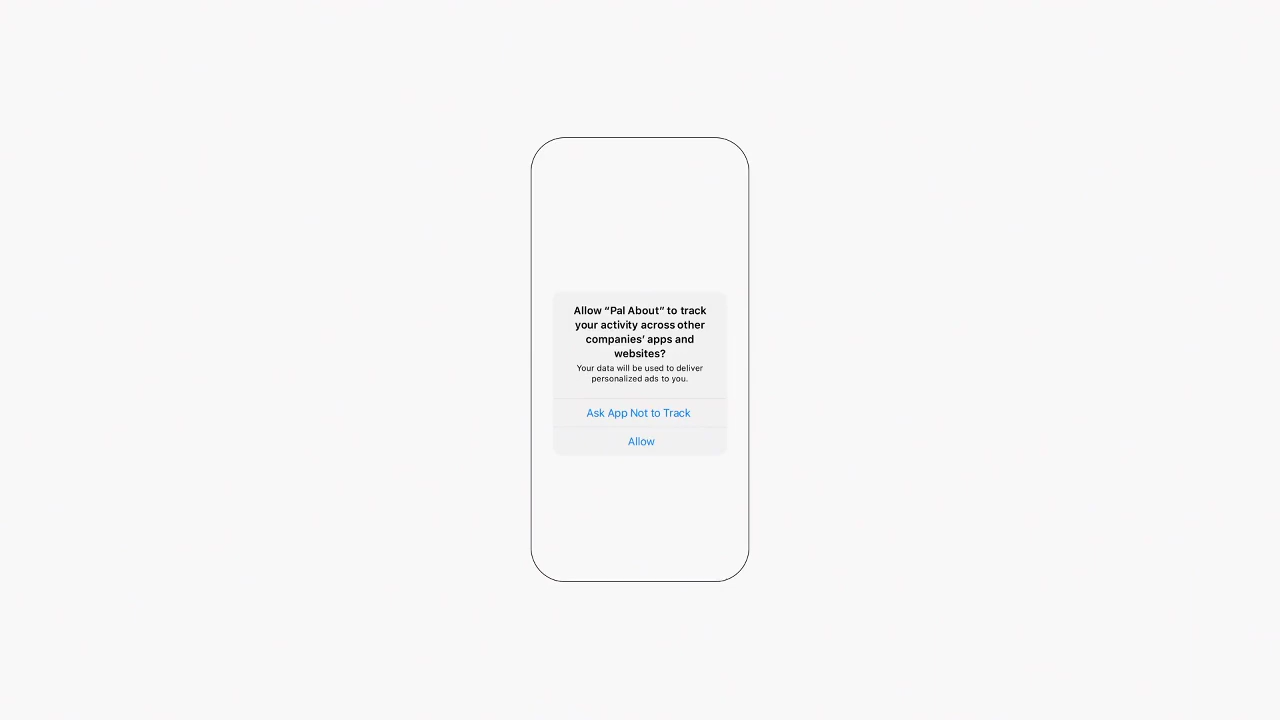 Allow “Pal About” to track
your activity across other
companies’ apps and
websites?
Your data will be used to deliver
personalized ads to you.
Ask App Not to Track
Allow